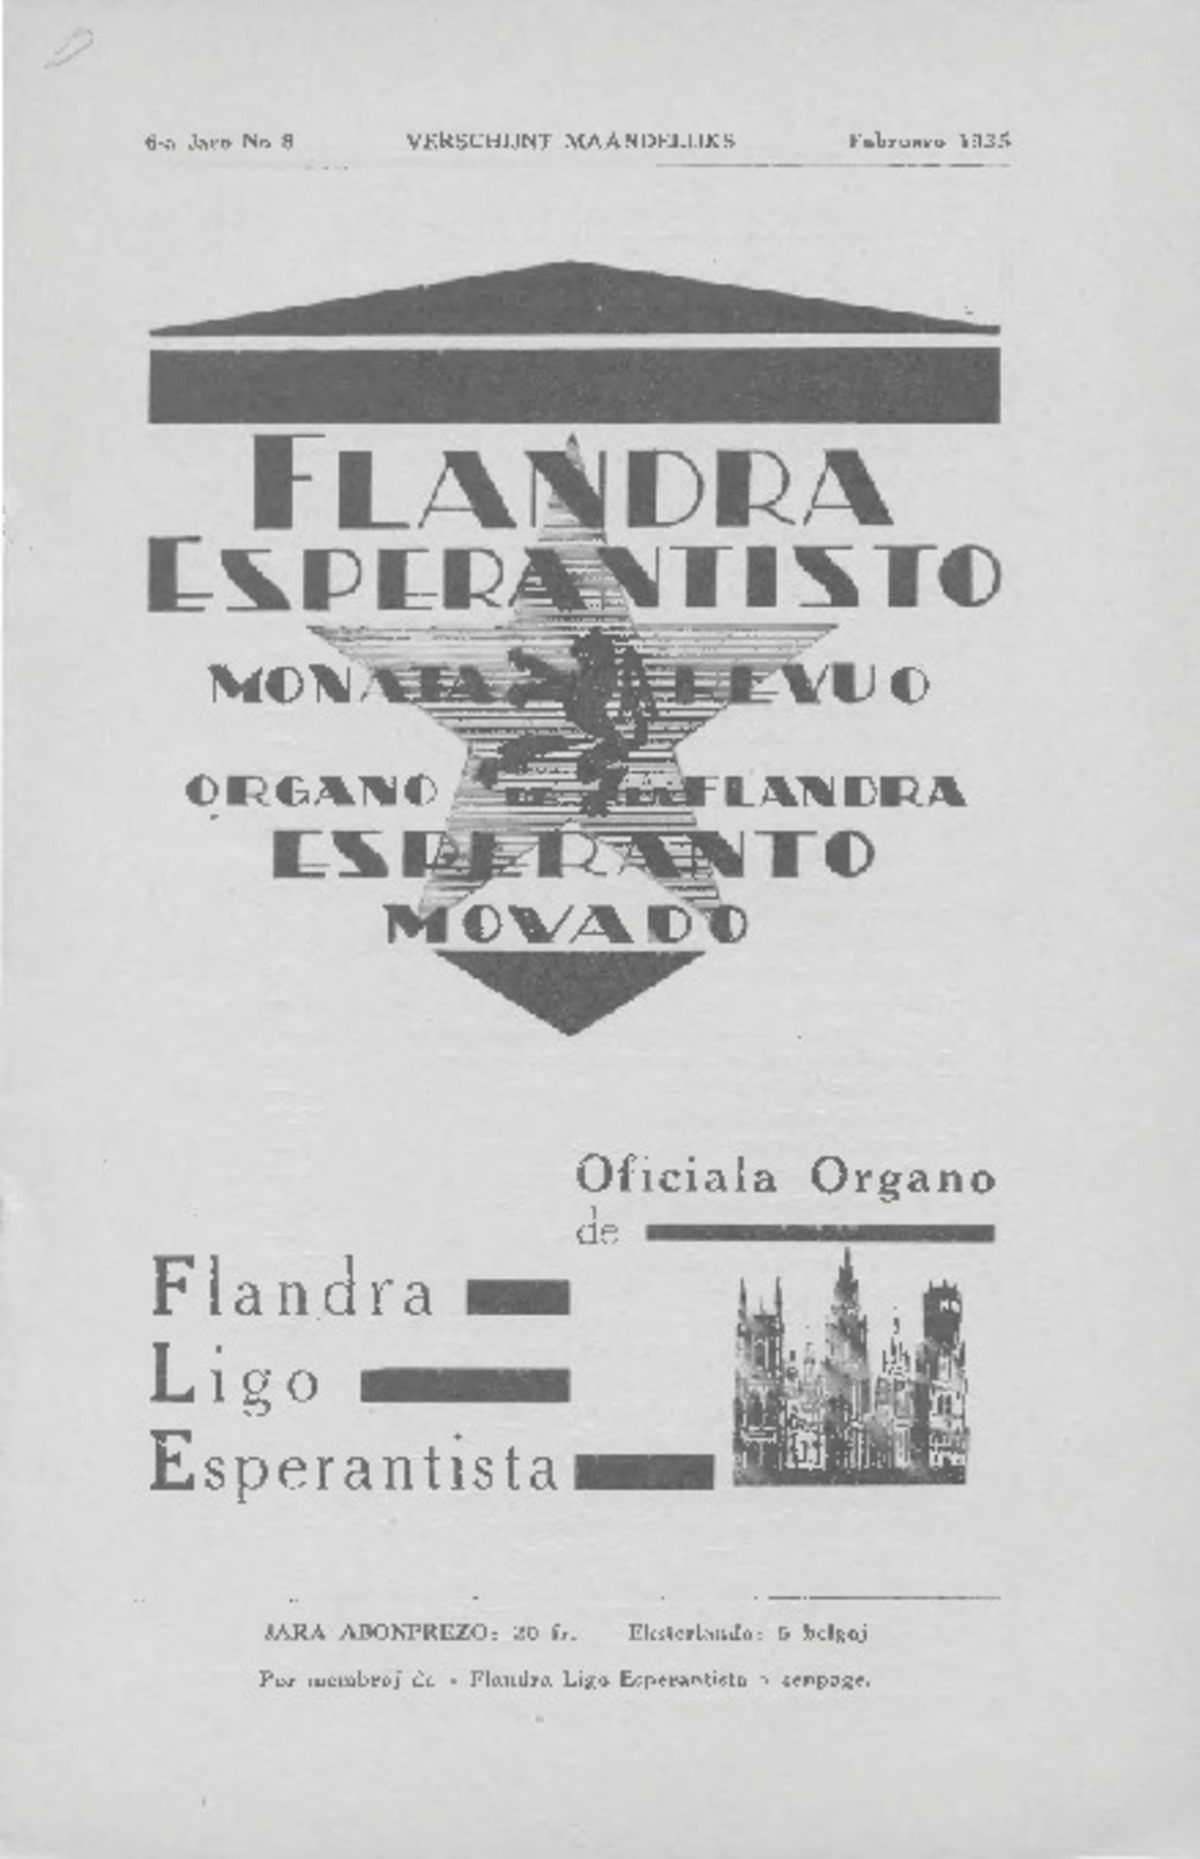 6-a Jaro No 8 VERSCHIJNT MAANDELIJKS Februaro 1935
FLANDRA
ESPERANTISTO
MONATA REVUO
ORGANO DE LA FLANDRA
ESPERANTO
MOVADO
Oficiala Organo
de
Flandra
Ligo
Esperantista
JARA ABONPREZO: 20 fr. Eksterlando: 5 belgoj
Por membroj de « Flandra Ligo Esperantista » senpage.